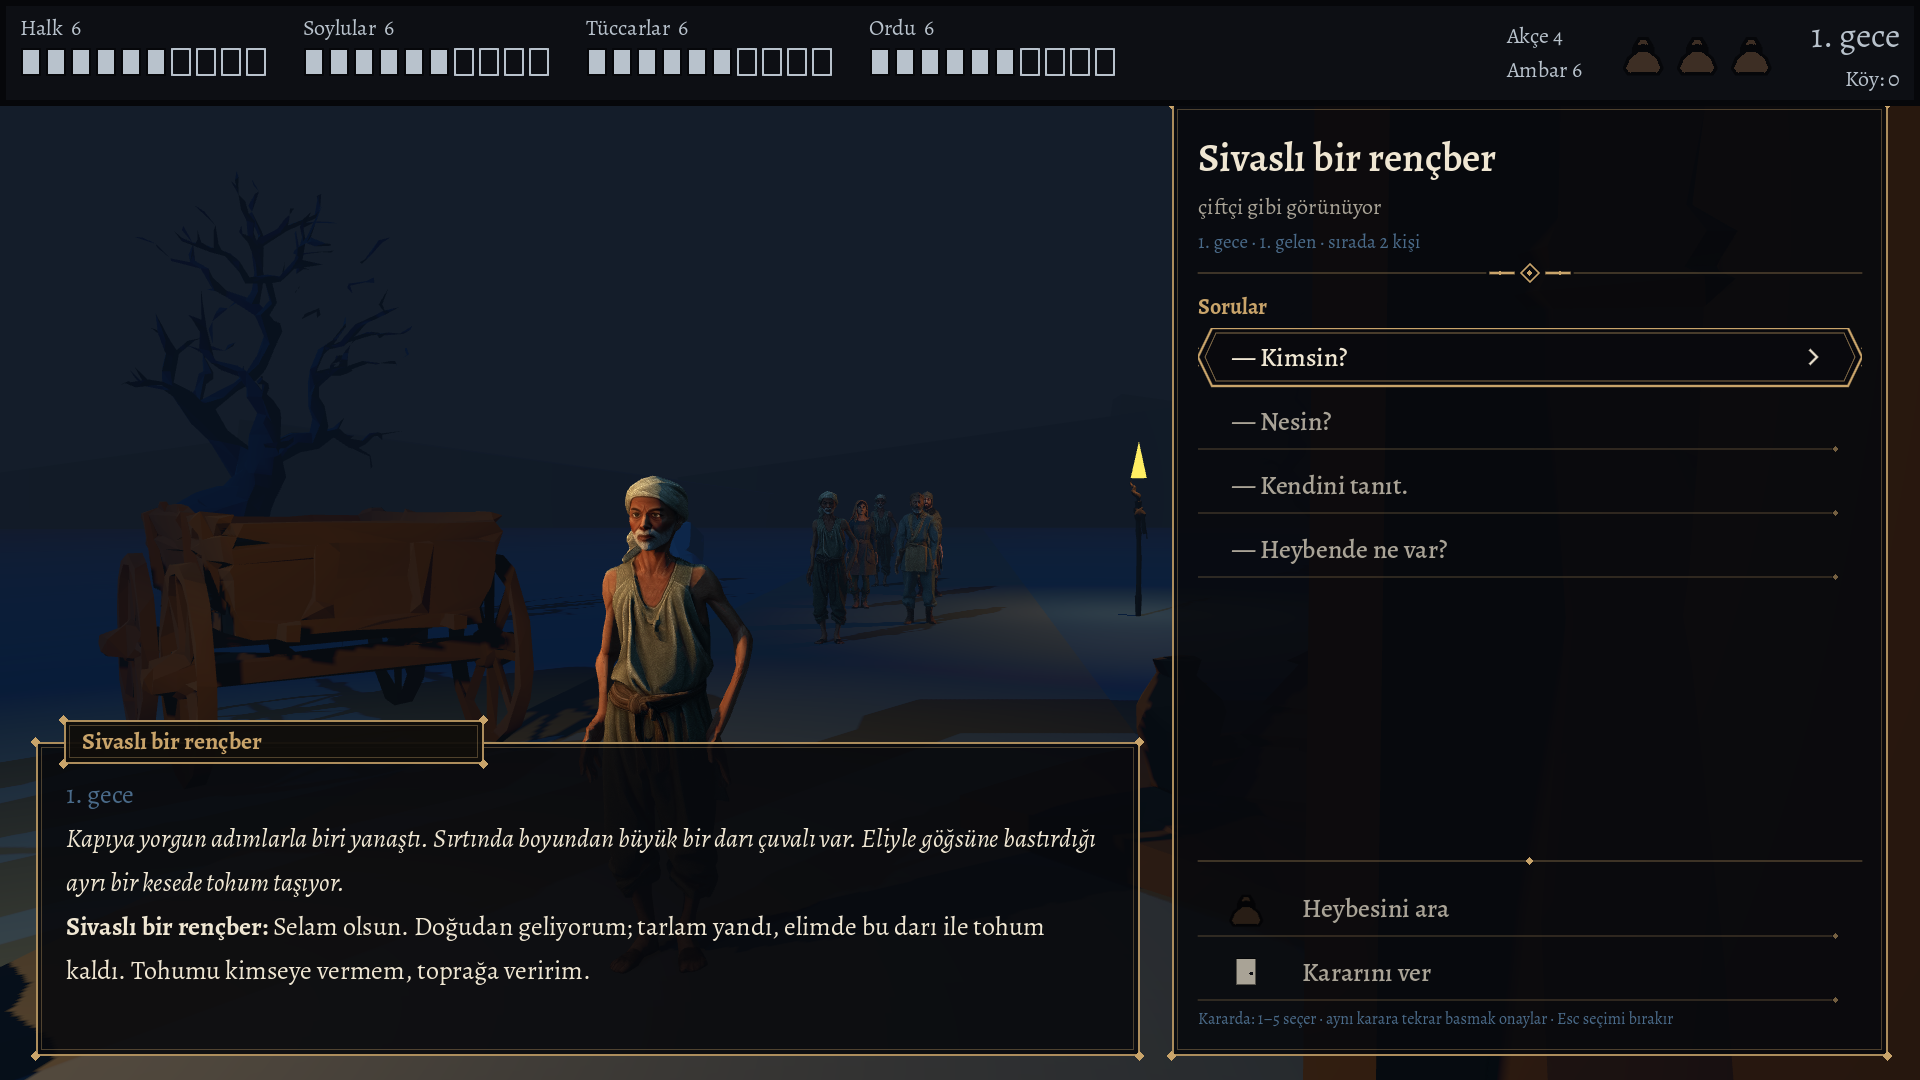 Halk 6
Soylular 6
Tüccarlar 6
Ordu 6
Akçe 4
Ambar 6
1. gece
Köy: 0
Sivaslı bir rençber
çiftçi gibi görünüyor
1. gece · 1. gelen · sırada 2 kişi
Sorular
— Kimsin?
— Nesin?
— Kendini tanıt.
— Heybende ne var?
Heybesini ara
Kararını ver
Kararda: 1–5 seçer · aynı karara tekrar basmak onaylar · Esc seçimi bırakır
Sivaslı bir rençber
1. gece
Kapıya yorgun adımlarla biri yanaştı. Sırtında boyundan büyük bir darı çuvalı var. Eliyle göğsüne bastırdığı
ayrı bir kesede tohum taşıyor.
Sivaslı bir rençber: Selam olsun. Doğudan geliyorum; tarlam yandı, elimde bu darı ile tohum
kaldı. Tohumu kimseye vermem, toprağa veririm.